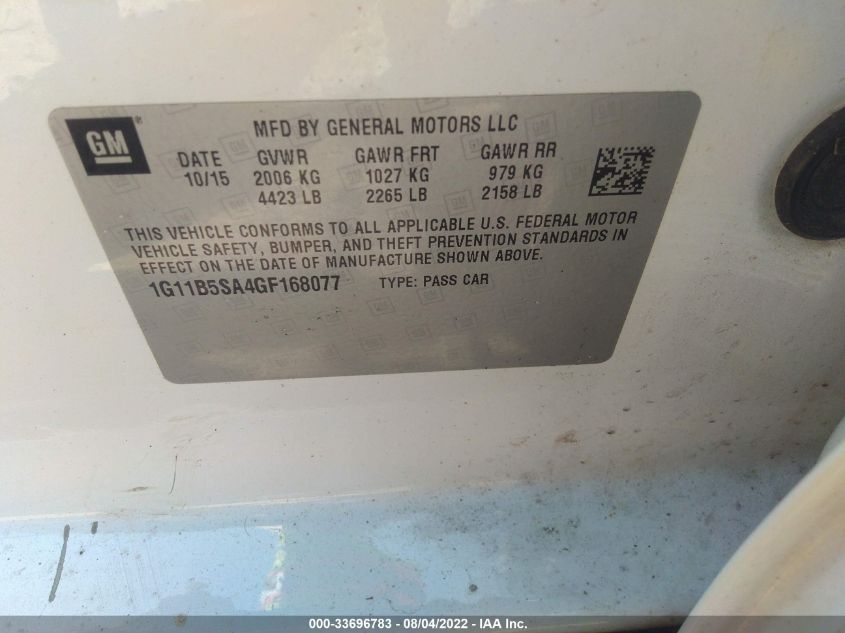 GM
MFD BY GENERAL MOTORS LLC
DATE GVWR GAWR FRT GAWR RR
10/15 2006 KG 1027 KG 979 KG
4423 LB 2265 LB 2158 LB
THIS VEHICLE CONFORMS TO ALL APPLICABLE U.S. FEDERAL MOTOR
VEHICLE SAFETY, BUMPER, AND THEFT PREVENTION STANDARDS IN
EFFECT ON THE DATE OF MANUFACTURE SHOWN ABOVE.
1G11B5SA4GF168077 TYPE: PASS CAR
000-33696783 - 08/04/2022 - IAA Inc.